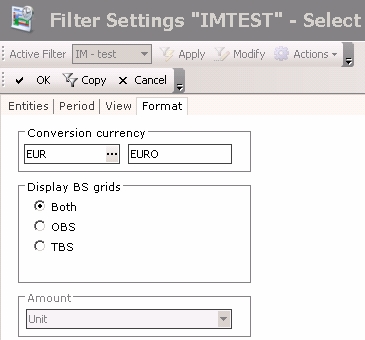 Filter Settings "IMTEST" - Select
Active Filter IM - test Apply Modify Actions
OK Copy Cancel
Entities Period View Format
Conversion currency
EUR ... EURO
Display BS grids
Both
OBS
TBS
Amount
Unit